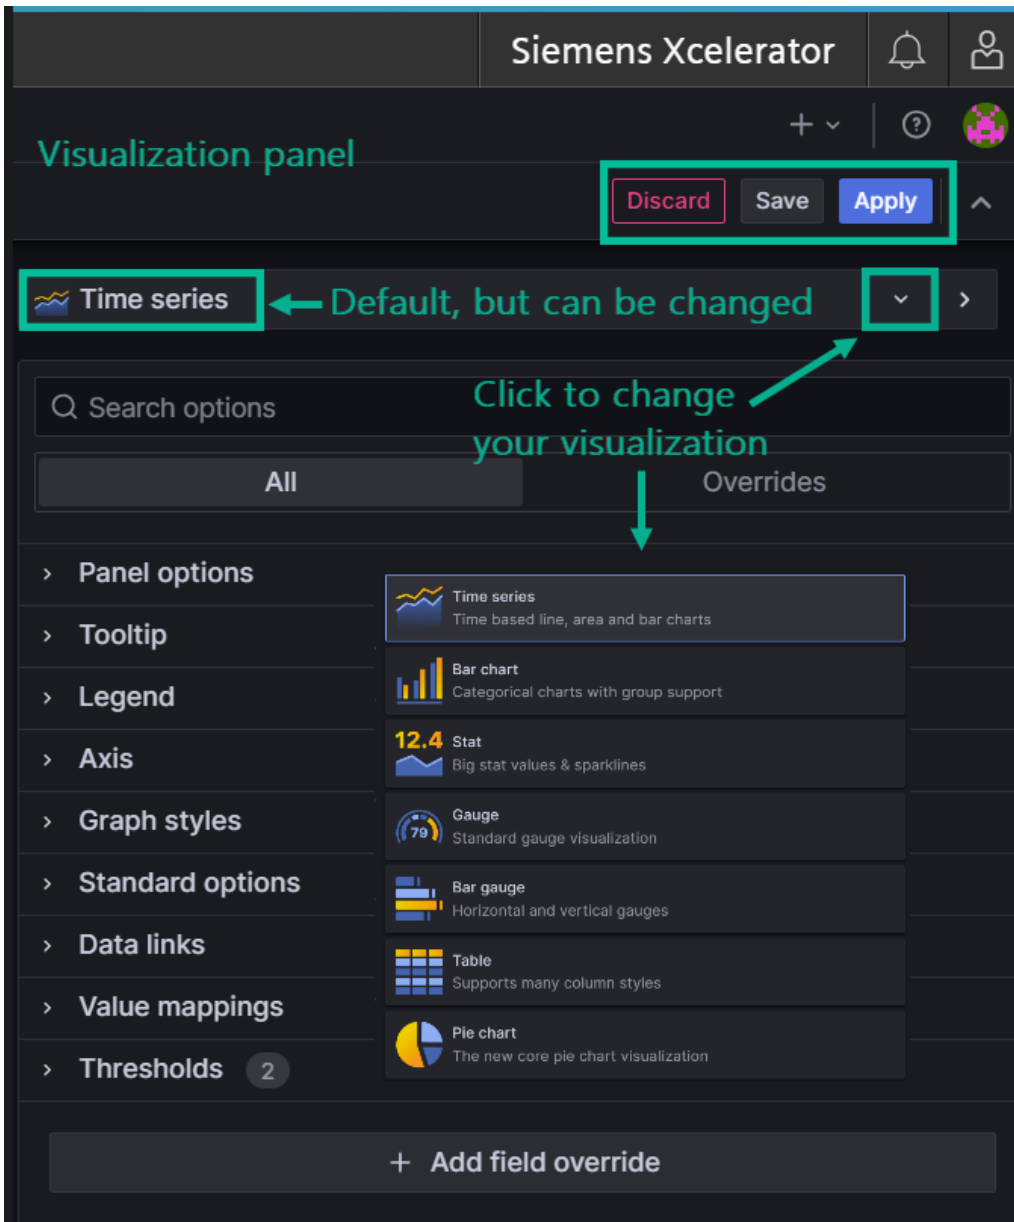 Siemens Xcelerator
Visualization panel
Discard Save Apply
Time series Default, but can be changed
Click to change
your visualization
Search options
All Overrides
Panel options
Tooltip
Legend
Axis
Graph styles
Standard options
Data links
Value mappings
Thresholds 2
Time series
Time based line, area and bar charts
Bar chart
Categorical charts with group support
12.4 Stat
Big stat values & sparklines
Gauge
79
Standard gauge visualization
Bar gauge
Horizontal and vertical gauges
Table
Supports many column styles
Pie chart
The new core pie chart visualization
+ Add field override